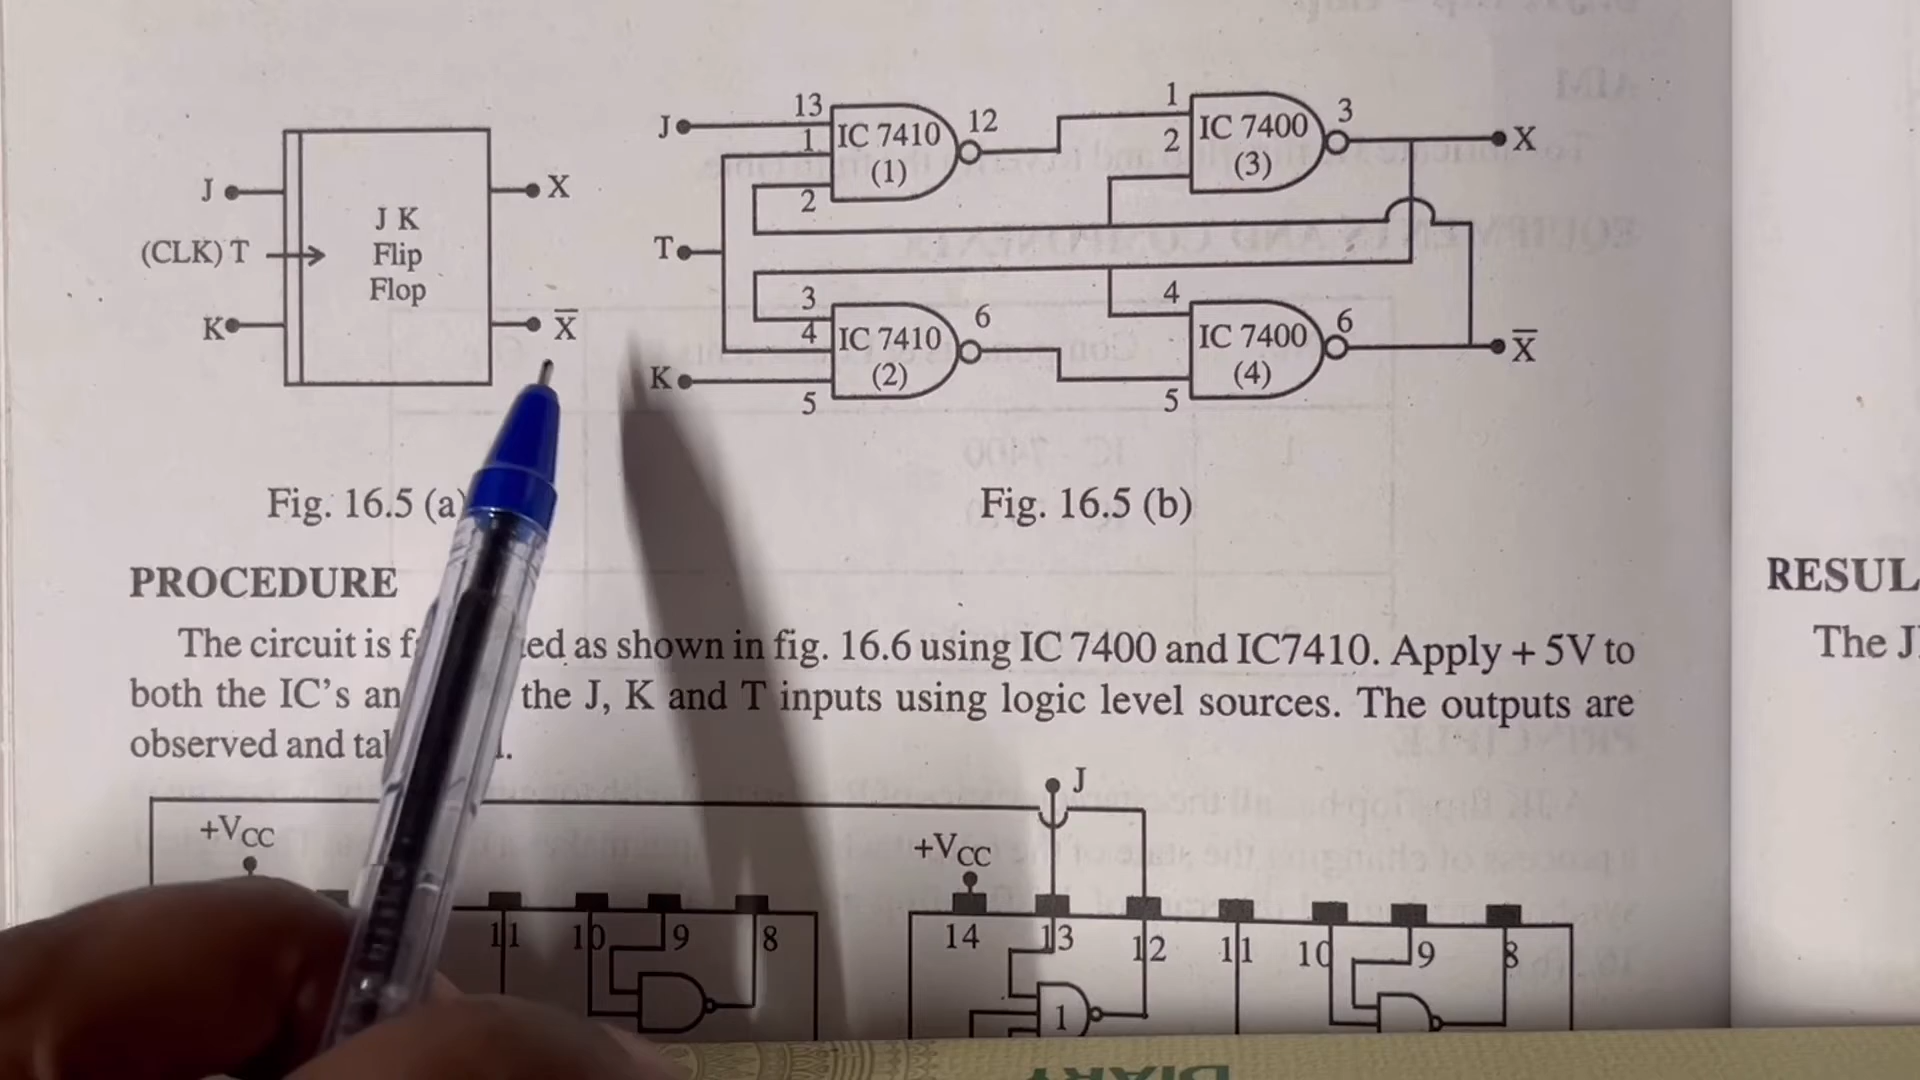 J
(CLK) T
K
J K
Flip
Flop
X
X̅
J
T
K
13
1
2
IC 7410
(1)
12
3
4
5
IC 7410
(2)
6
1
2
IC 7400
(3)
3
X
4
5
IC 7400
(4)
6
X̅
Fig. 16.5 (a)
Fig. 16.5 (b)
PROCEDURE
The circuit is as shown in fig. 16.6 using IC 7400 and IC7410. Apply + 5V to
both the IC's the J, K and T inputs using logic level sources. The outputs are
observed and
RESUL
The J
+VCC
J
+VCC
11 10 9 8
14 13 12 11 10 9 8
1
DIARY